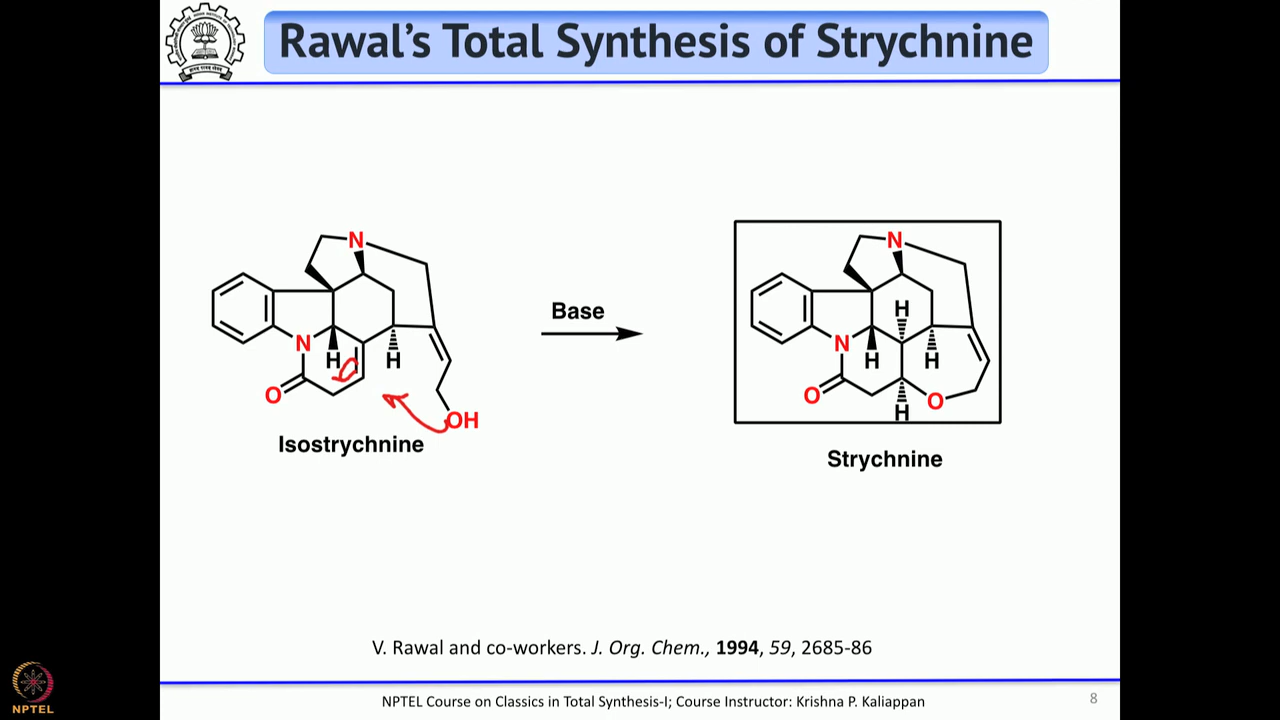 Rawal's Total Synthesis of Strychnine
N
N
O
H
H
OH
Isostrychnine
Base
N
H
N
H
H
O
O
H
Strychnine
V. Rawal and co-workers. J. Org. Chem., 1994, 59, 2685-86
NPTEL Course on Classics in Total Synthesis-I; Course Instructor: Krishna P. Kaliappan
8
NPTEL